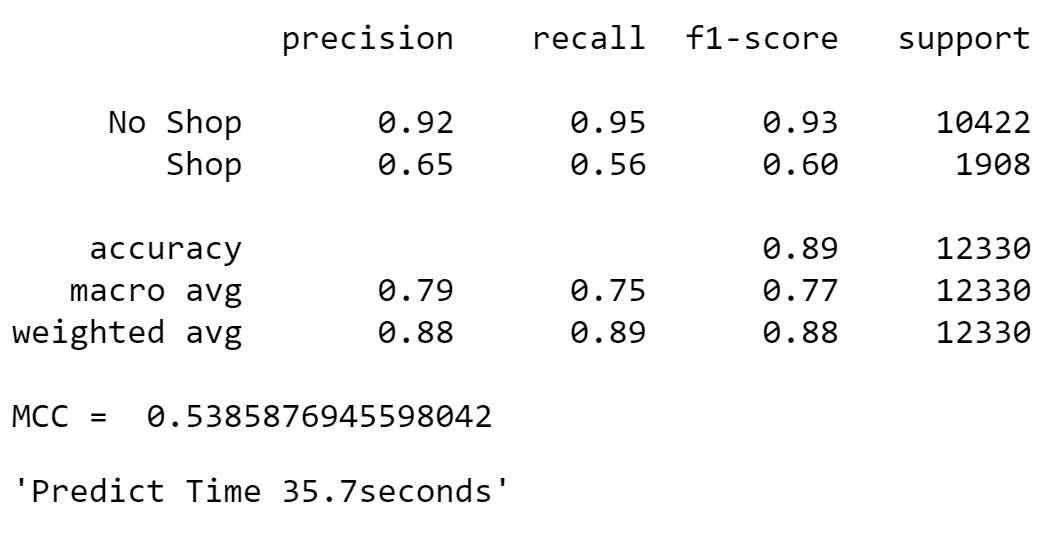 precision recall f1-score support
No Shop 0.92 0.95 0.93 10422
Shop 0.65 0.56 0.60 1908
accuracy 0.89 12330
macro avg 0.79 0.75 0.77 12330
weighted avg 0.88 0.89 0.88 12330
MCC = 0.5385876945598042
'Predict Time 35.7seconds'